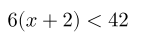 6(x + 2) < 42